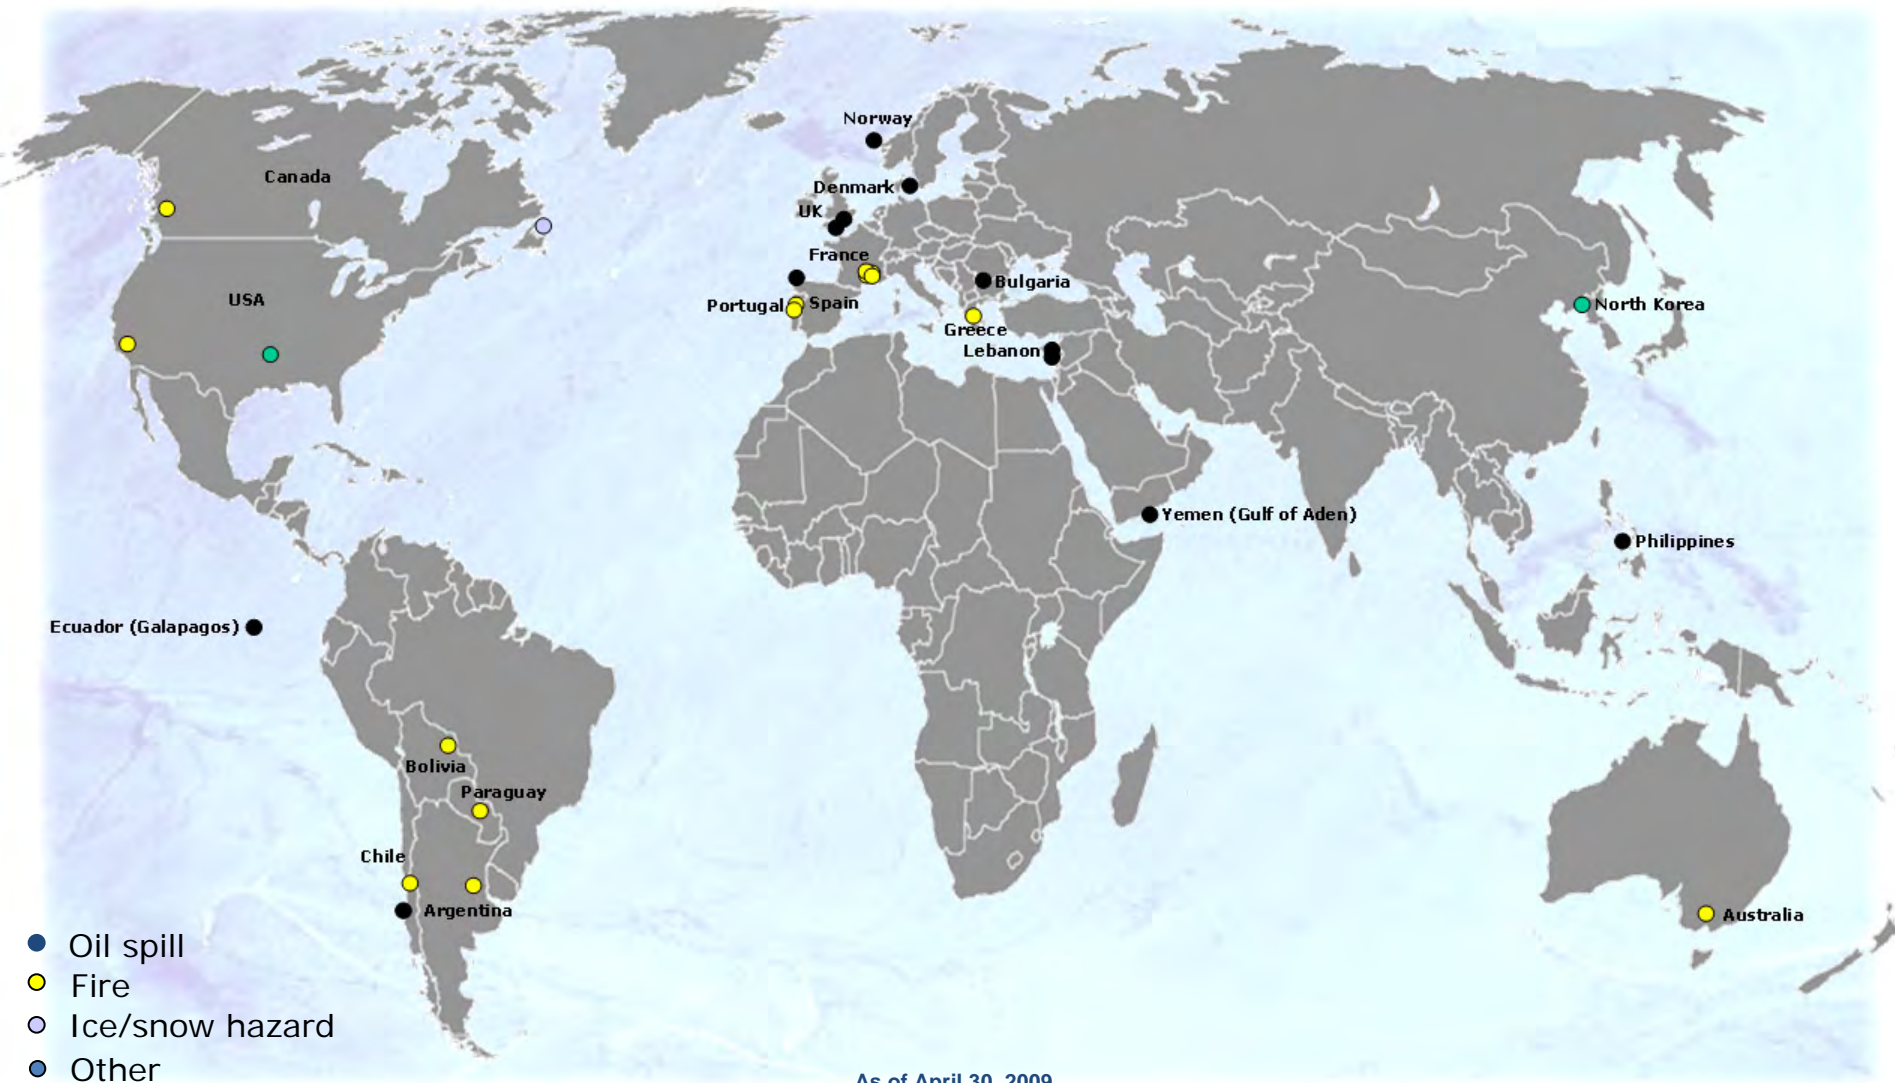 Norway
Canada
Denmark
UK
France
Bulgaria
USA
Portugal
Spain
North Korea
Greece
Lebanon
Yemen (Gulf of Aden)
Philippines
Ecuador (Galapagos)
Bolivia
Paraguay
Chile
Argentina
Australia
Oil spill
Fire
Ice/snow hazard
Other
As of April 30, 2009